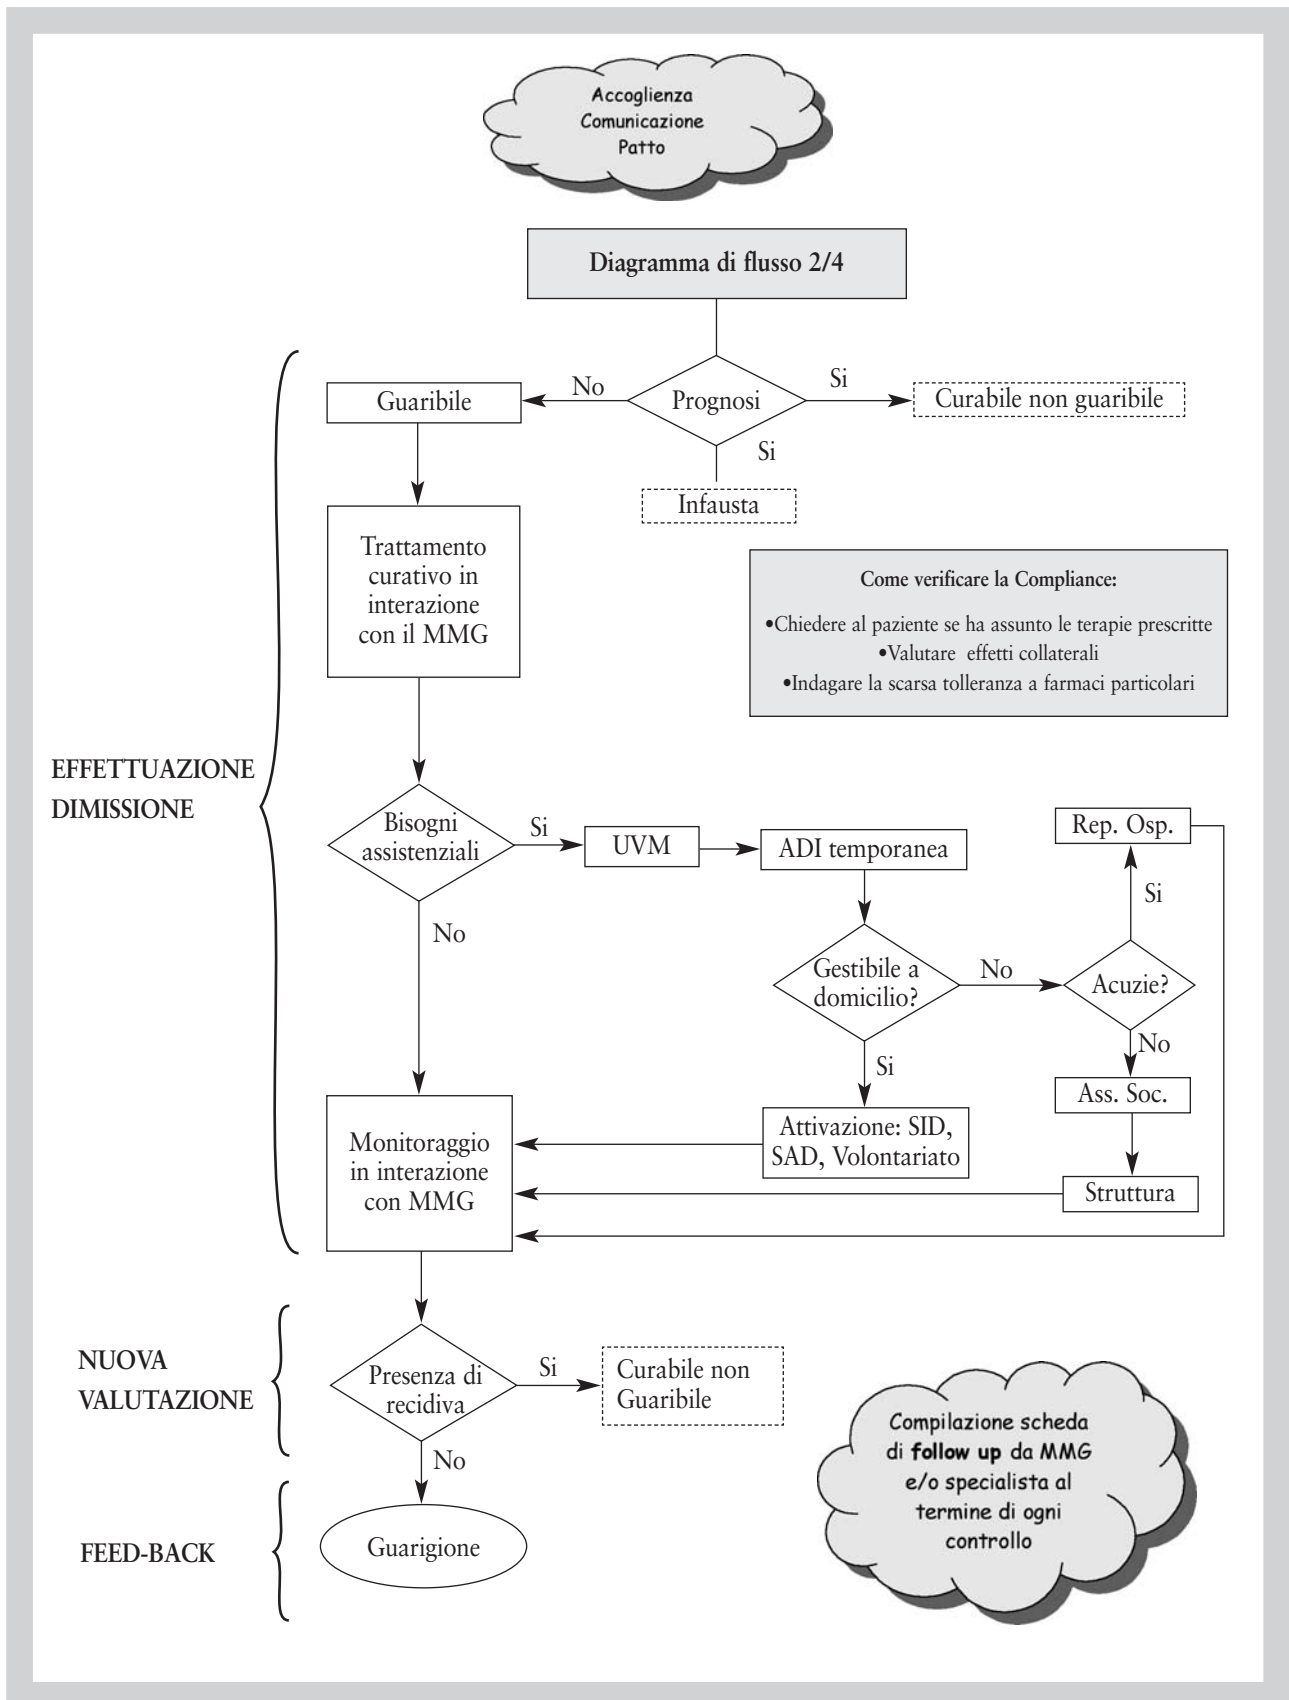 Accoglienza
Comunicazione
Patto
Diagramma di flusso 2/4
Guaribile
No
Prognosi
Si
Curabile non guaribile
Si
Infausta
Trattamento
curativo in
interazione
con il MMG
Come verificare la Compliance:
•Chiedere al paziente se ha assunto le terapie prescritte
•Valutare effetti collaterali
•Indagare la scarsa tolleranza a farmaci particolari
EFFETTUAZIONE
DIMISSIONE
Bisogni
assistenziali
Si
UVM
ADI temporanea
Rep. Osp.
Si
No
Gestibile a
domicilio?
No
Acuzie?
No
Si
Ass. Soc.
Attivazione: SID,
SAD, Volontariato
Struttura
Monitoraggio
in interazione
con MMG
NUOVA
VALUTAZIONE
Presenza di
recidiva
Si
Curabile non
Guaribile
No
Compilazione scheda
di follow up da MMG
e/o specialista al
termine di ogni
controllo
FEED-BACK
Guarigione